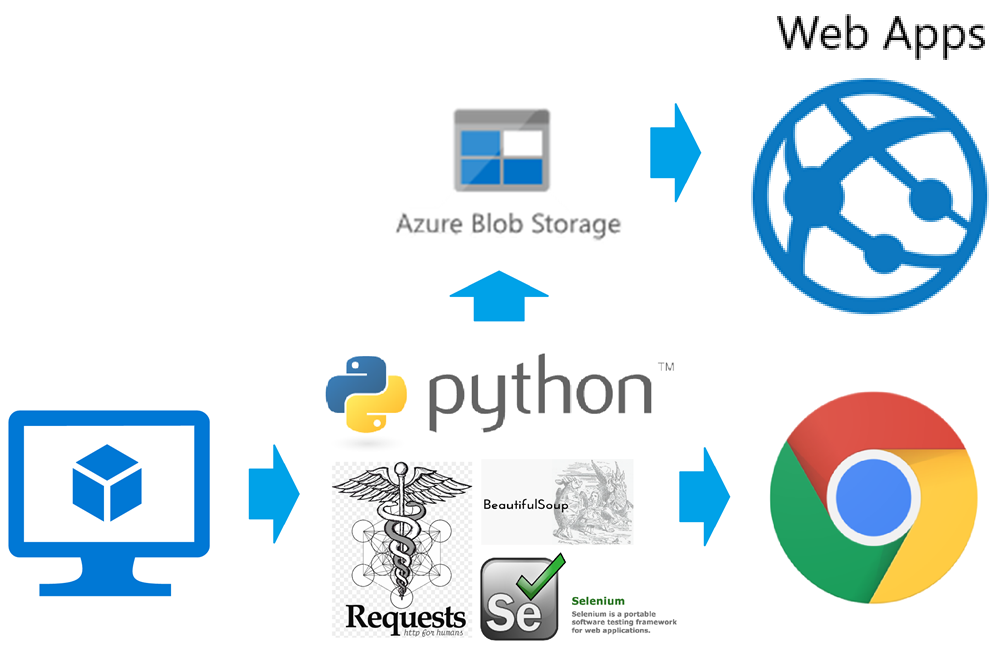 Web Apps
Azure Blob Storage
python™
BeautifulSoup
Requests
http for humans
Se
Selenium
Selenium is a portable
software testing framework
for web applications.